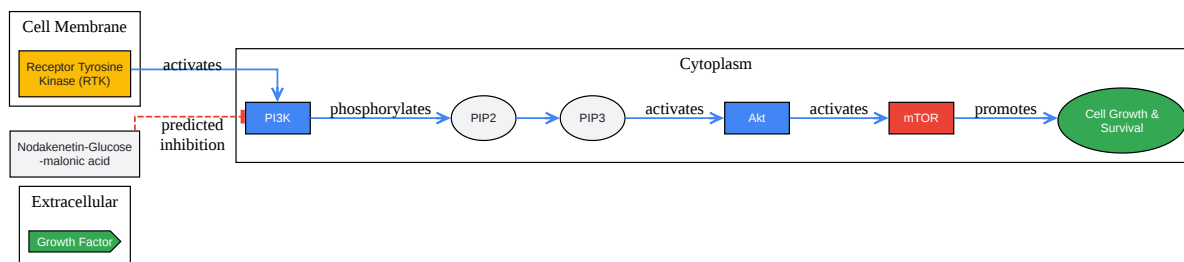 Cell Membrane
Receptor Tyrosine
Kinase (RTK)
activates
Cytoplasm
PI3K
phosphorylates
PIP2
PIP3
activates
Akt
activates
mTOR
promotes
Cell Growth &
Survival
predicted
inhibition
Nodakenetin-Glucose
-malonic acid
Extracellular
Growth Factor